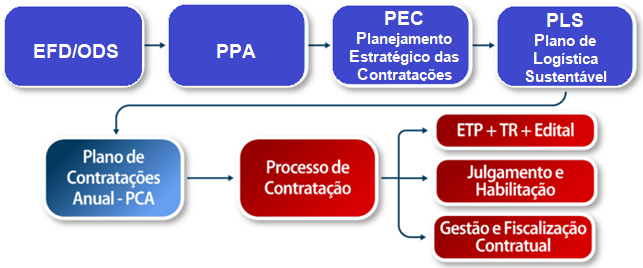 EFD/ODS
PPA
PEC
Planejamento
Estratégico das
Contratações
PLS
Plano de
Logística
Sustentável
Plano de
Contratações
Anual - PCA
Processo de
Contratação
ETP + TR + Edital
Julgamento e
Habilitação
Gestão e Fiscalização
Contratual